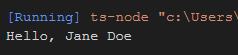 [Running] ts-node "c:\Users\
Hello, Jane Doe